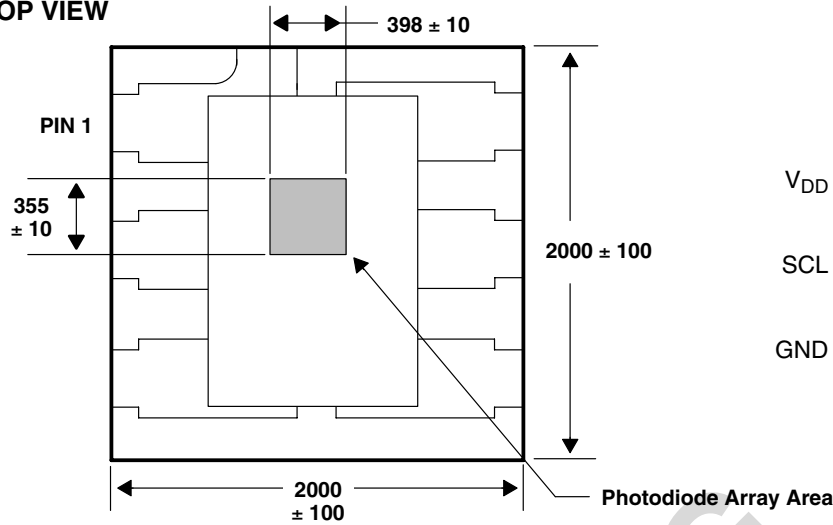 OP VIEW
398 ± 10
PIN 1
355
± 10
2000 ± 100
VDD
SCL
GND
2000
± 100
Photodiode Array Area